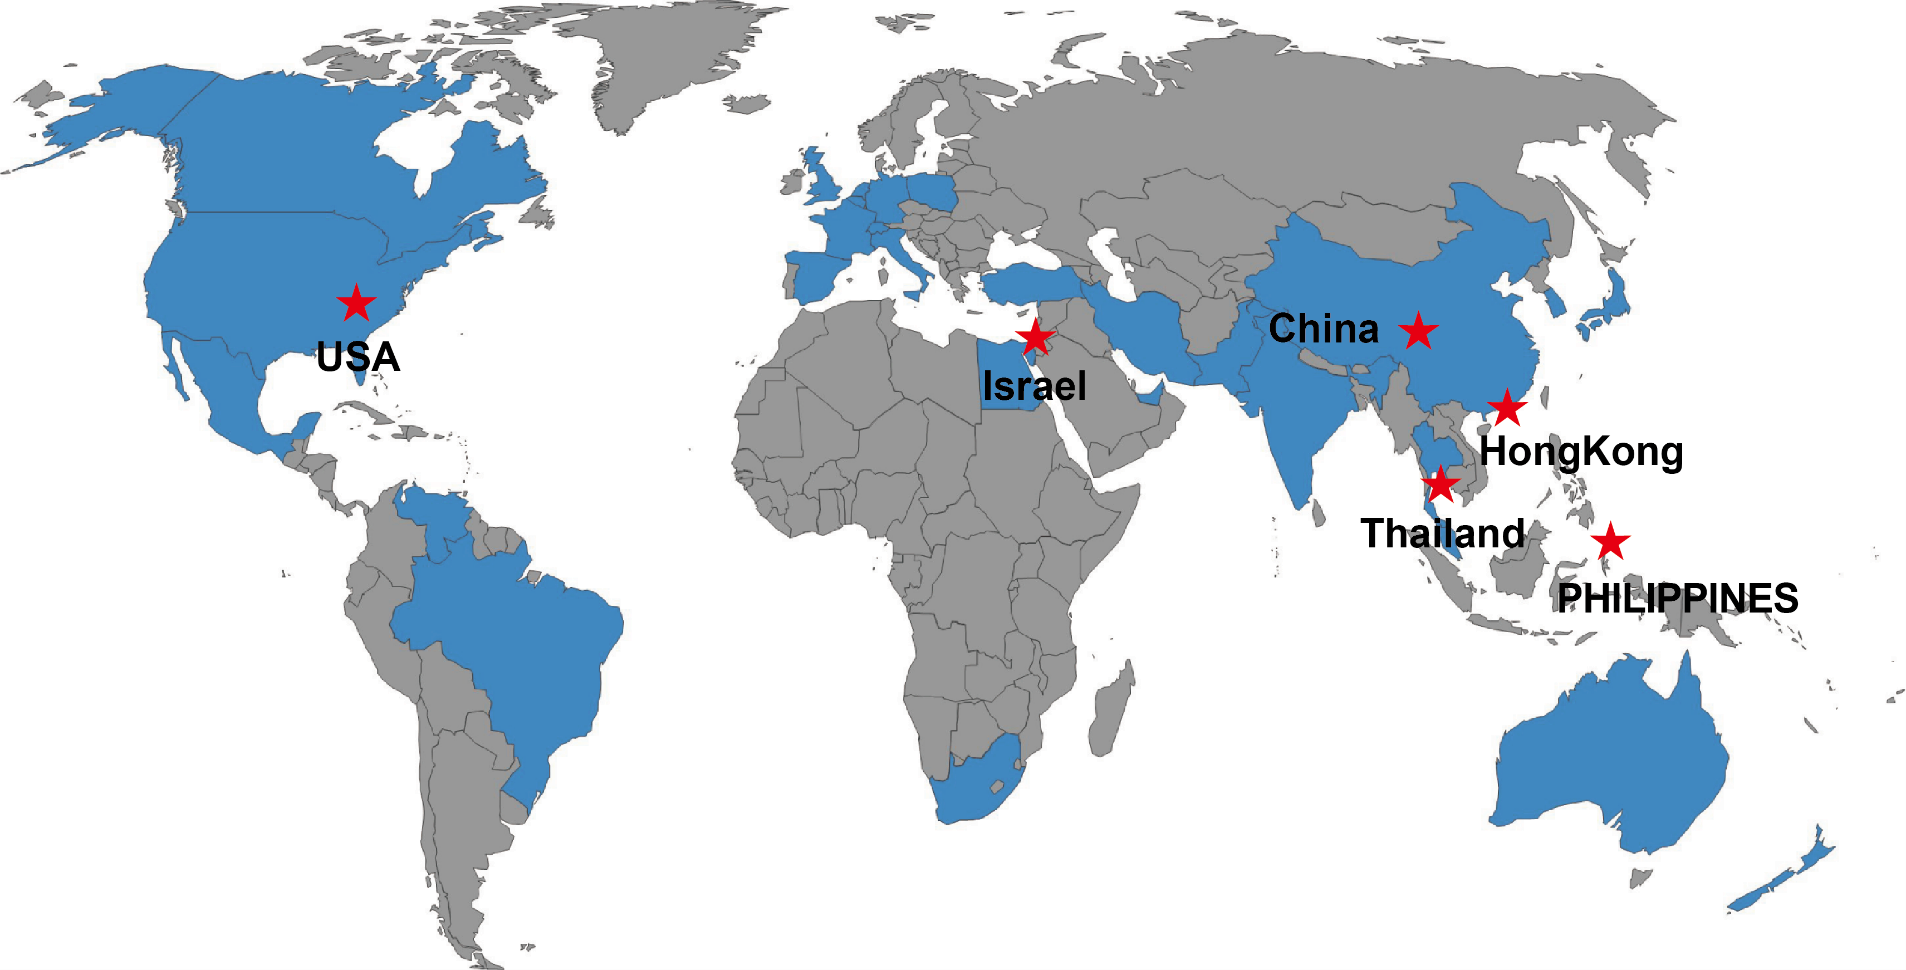 USA
China
Israel
HongKong
Thailand
PHILIPPINES